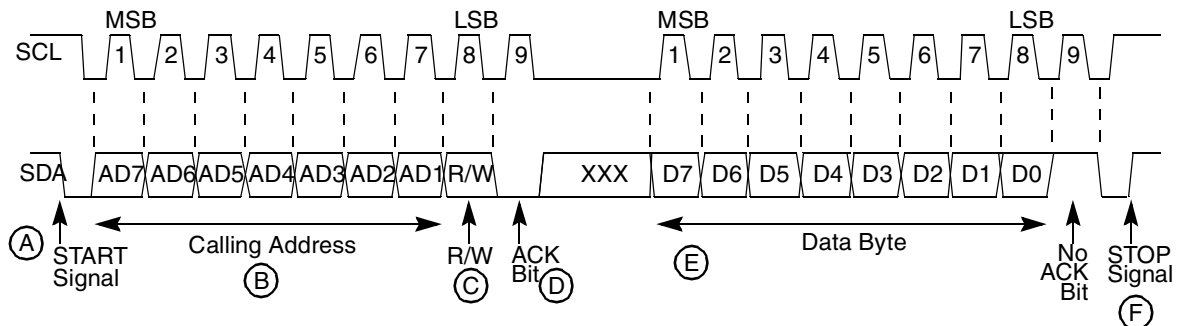 MSB LSB MSB LSB
SCL 1 2 3 4 5 6 7 8 9 1 2 3 4 5 6 7 8 9
SDA AD7 AD6 AD5 AD4 AD3 AD2 AD1 R/W XXX D7 D6 D5 D4 D3 D2 D1 D0
A START Signal
Calling Address
B
R/W
C
ACK
Bit D
E
Data Byte
No
ACK
Bit
STOP
Signal
F